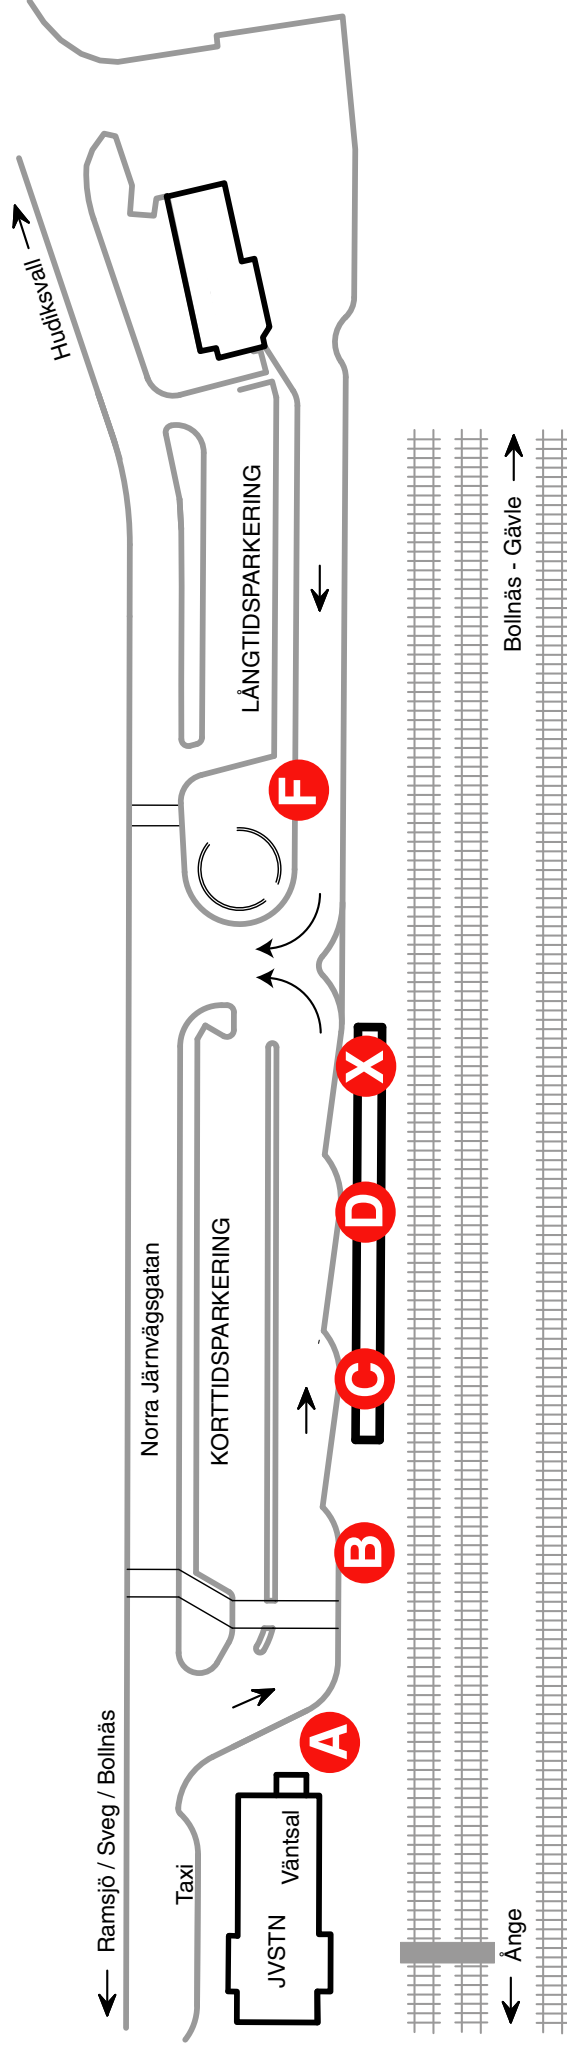 Hudiksvall
LÅNGTIDSPARKERING
Bollnäs - Gävle
F
X
D
C
B
A
Norra Järnvägsgatan
KORTTIDSPARKERING
Ramsjö / Sveg / Bollnäs
Taxi
Väntsal
JVSTN
Ånge